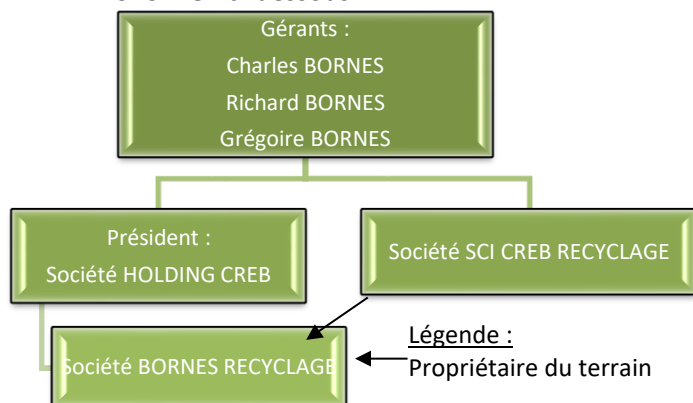 Gérants :
Charles BORNES
Richard BORNES
Grégoire BORNES
Président :
Société HOLDING CREB
Société SCI CREB RECYCLAGE
Société BORNES RECYCLAGE
Légende :
Propriétaire du terrain